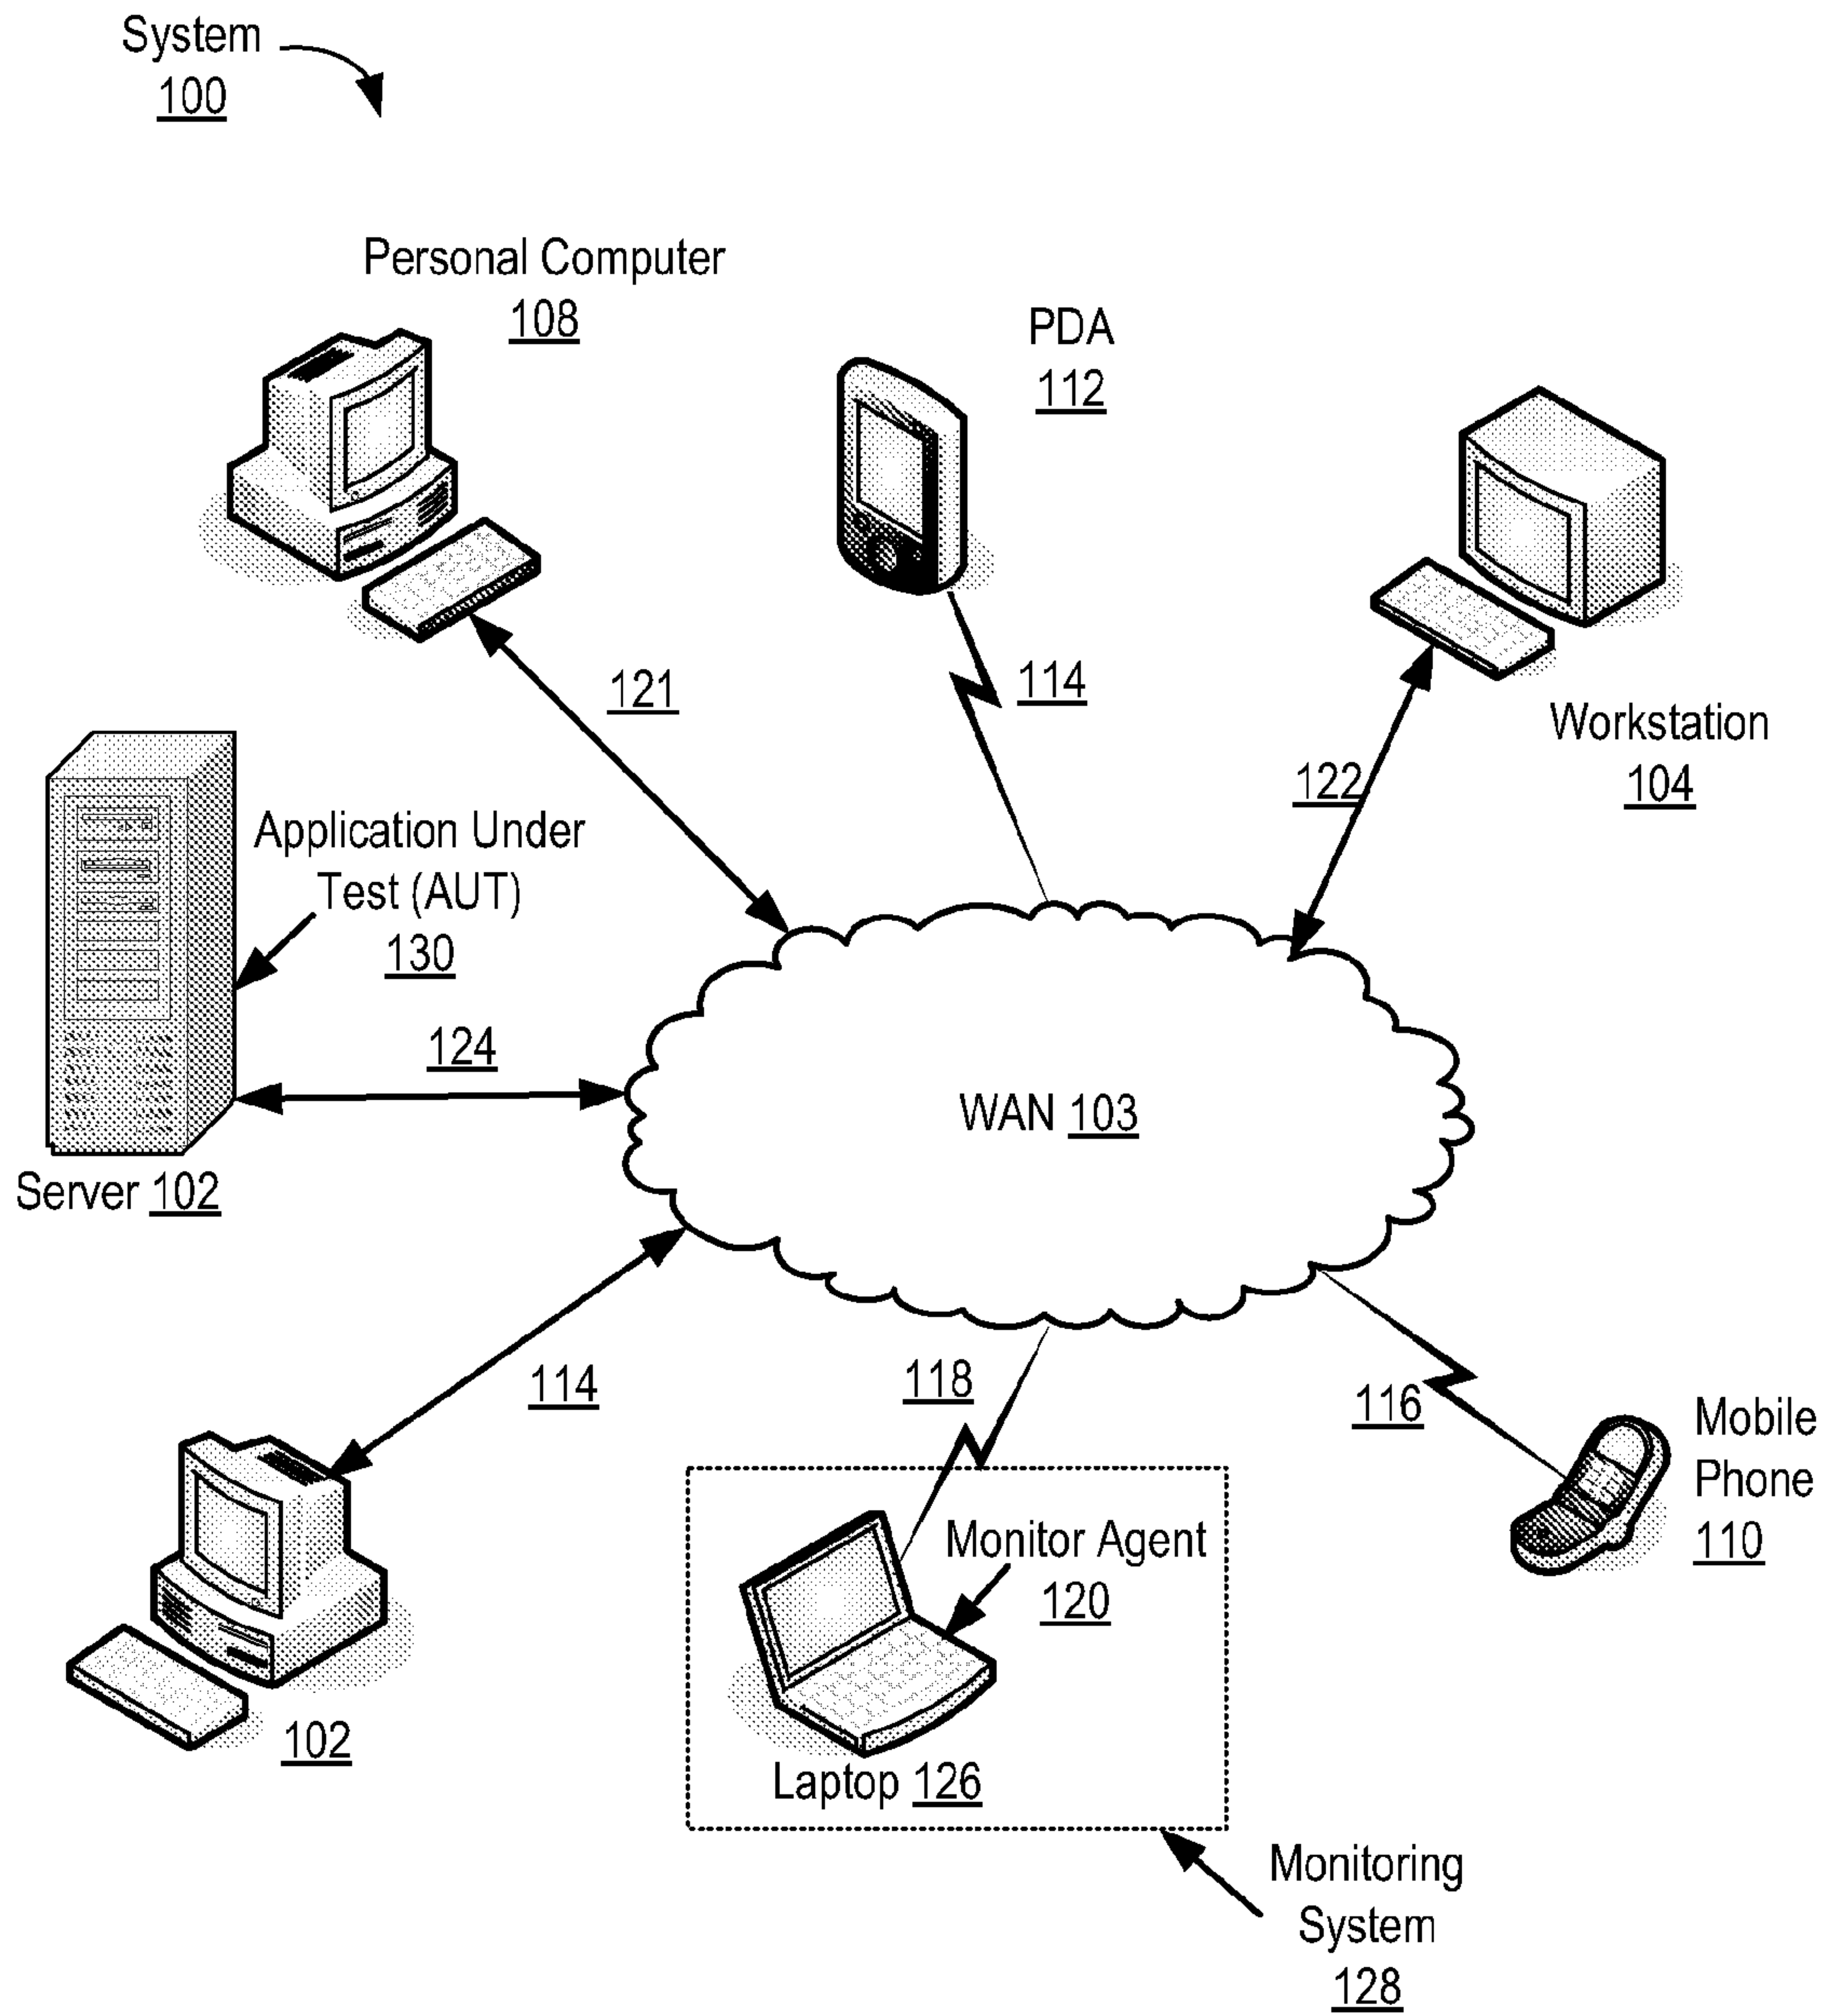 System
100
Personal Computer
108
PDA
112
121
114
Workstation
104
122
Application Under
Test (AUT)
130
124
WAN 103
Server 102
114
118
116
Mobile
Phone
110
Monitor Agent
120
102
Laptop 126
Monitoring
System
128